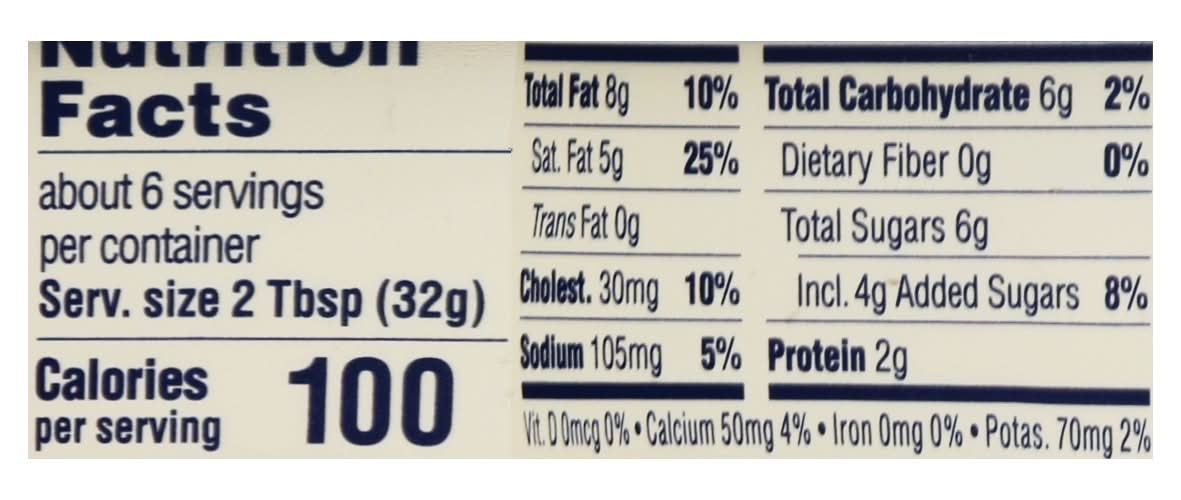 Nutrition
Facts
about 6 servings
per container
Serv. size 2 Tbsp (32g)
Calories
per serving
100
Total Fat 8g 10%
Sat. Fat 5g 25%
Trans Fat 0g
Cholest. 30mg 10%
Sodium 105mg 5%
Total Carbohydrate 6g 2%
Dietary Fiber 0g 0%
Total Sugars 6g
Incl. 4g Added Sugars 8%
Protein 2g
Vit. D 0mcg 0% • Calcium 50mg 4% • Iron 0mg 0% • Potas. 70mg 2%